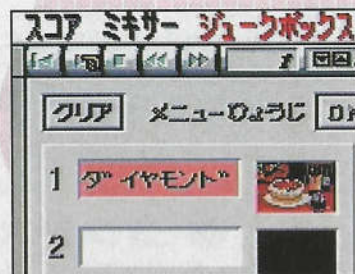 スコア ミキサー ジュークボックス
1
クリア メニューひょうじ
1 ダイヤモンド
2